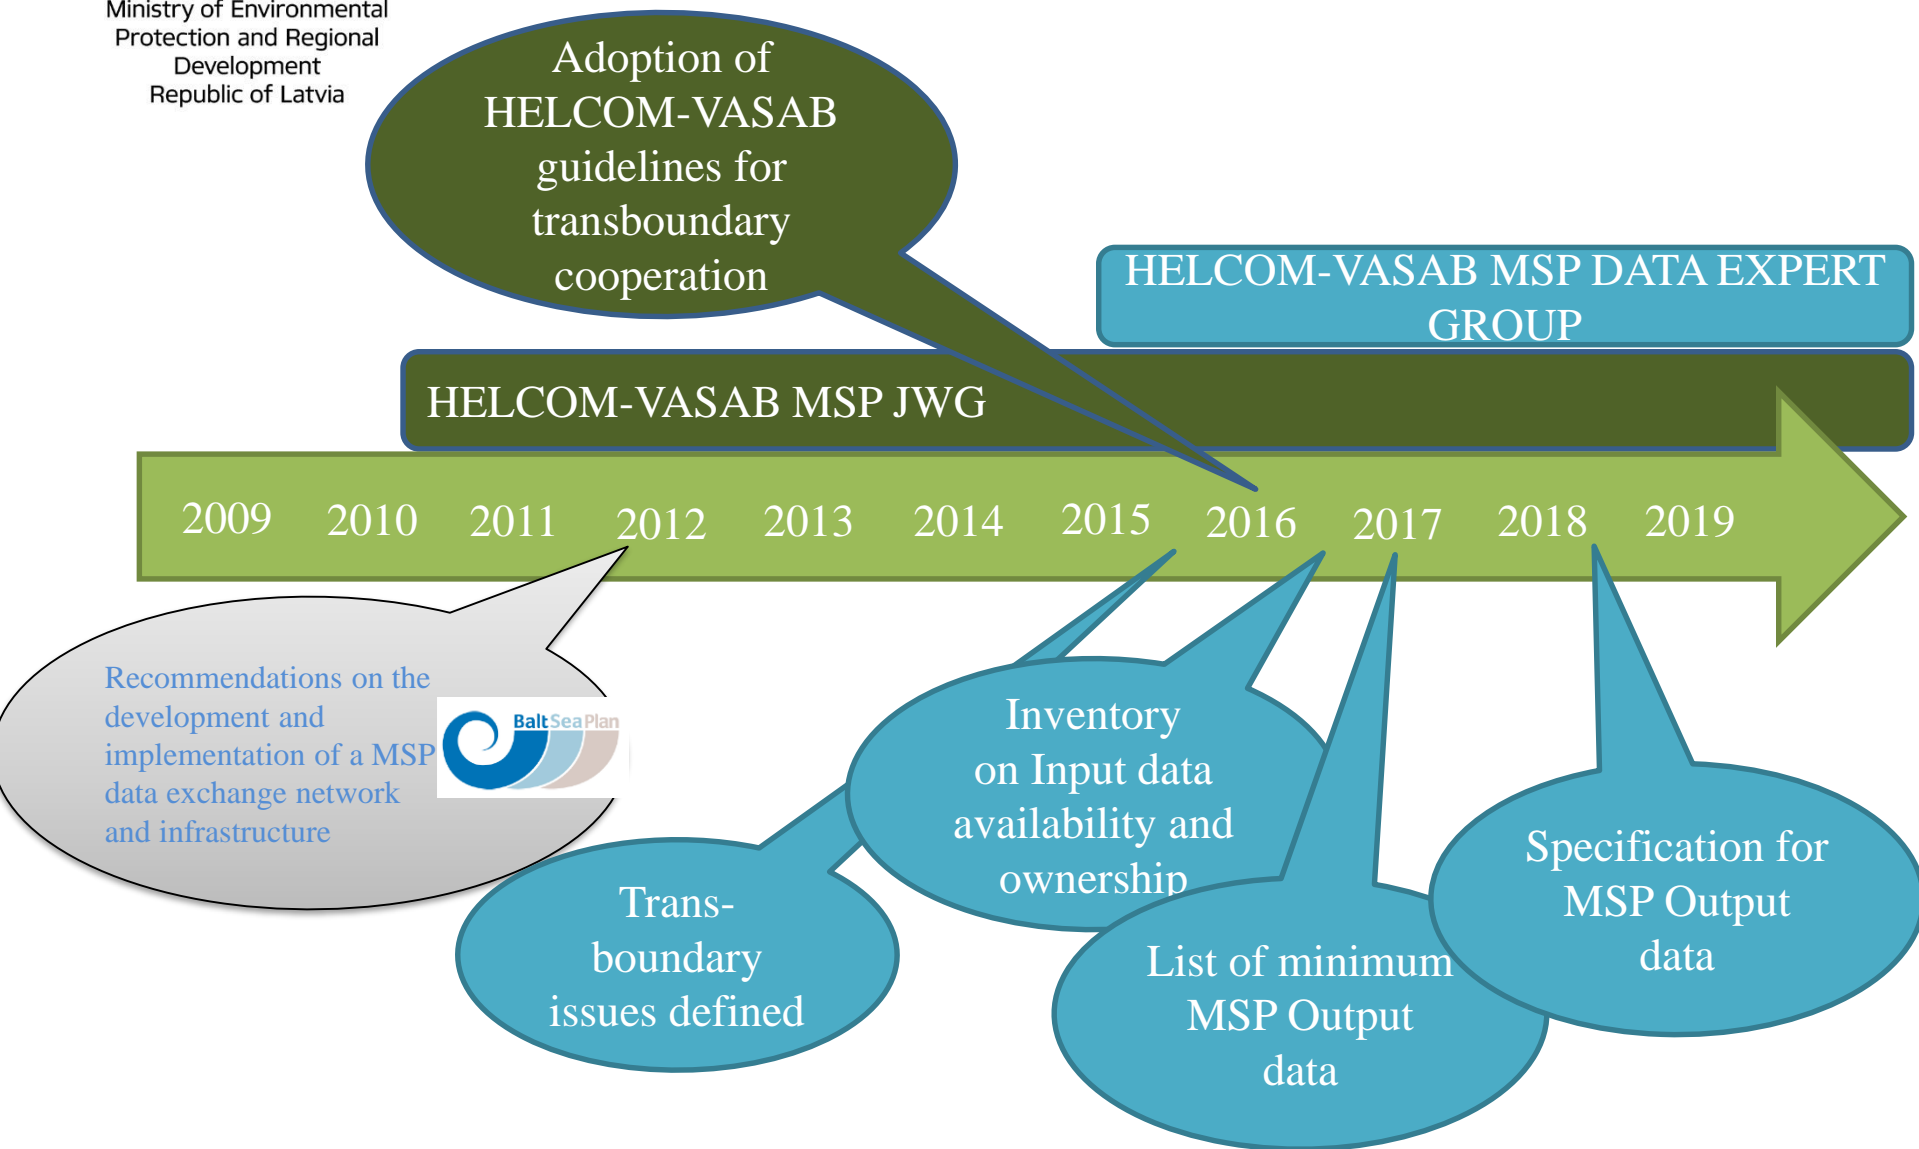 Ministry of Environmental
Protection and Regional
Development
Republic of Latvia
Adoption of
HELCOM-VASAB
guidelines for
transboundary
cooperation
HELCOM-VASAB MSP DATA EXPERT
GROUP
HELCOM-VASAB MSP JWG
2009 2010 2011 2012 2013 2014 2015 2016 2017 2018 2019
Recommendations on the
development and
implementation of a MSP
data exchange network
and infrastructure
BaltSeaPlan
Trans-
boundary
issues defined
Inventory
on Input data
availability and
ownership
List of minimum
MSP Output
data
Specification for
MSP Output
data